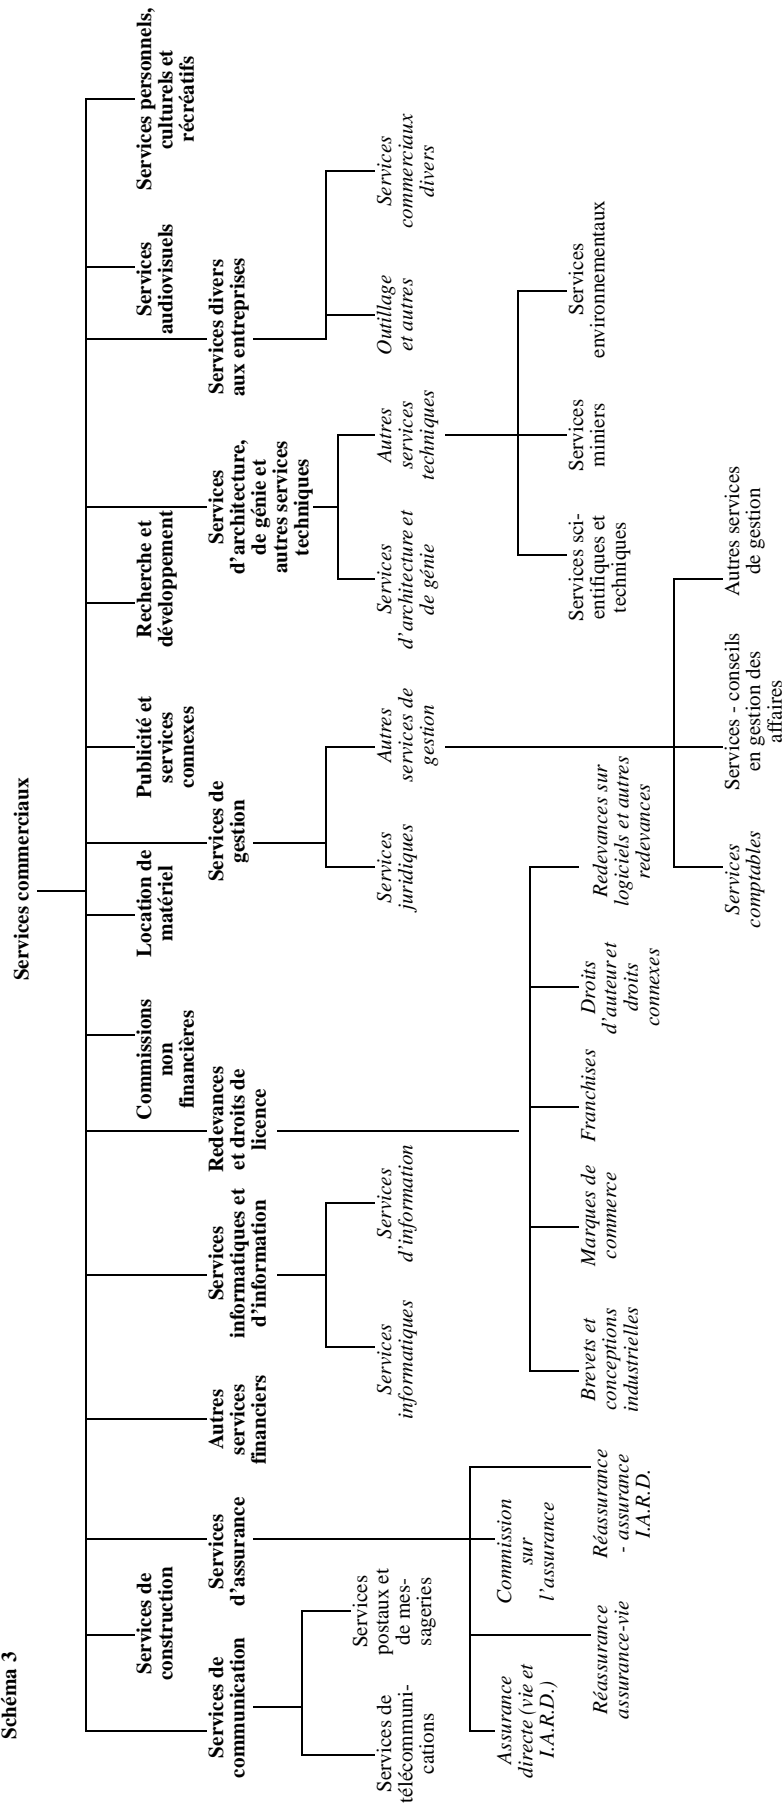 Schéma 3
Services commerciaux
Services de
construction
Commissions
non
financières
Location de
matériel
Publicité et
services
connexes
Recherche et
développement
Services
audiovisuels
Services personnels,
culturels et
récréatifs
Services de
communication
Services
d'assurance
Autres
services
financiers
Services
informatiques et
d'information
Redevances
et droits de
licence
Services de
gestion
Services
d'architecture,
de génie et
autres services
techniques
Services divers
aux entreprises
Services de
télécommuni-
cations
Services
postaux et
de mes-
sageries
Services
informatiques
Services
d'information
Services
juridiques
Autres
services de
gestion
Services
d'architecture et
de génie
Autres
services
techniques
Outillage
et autres
Services
commerciaux
divers
Assurance
directe (vie et
I.A.R.D.)
Commission
sur
l'assurance
Réassurance
assurance-vie
Réassurance
- assurance
I.A.R.D.
Brevets et
conceptions
industrielles
Marques de
commerce
Franchises
Droits
d'auteur et
droits
connexes
Redevances sur
logiciels et autres
redevances
Services sci-
entifiques et
techniques
Services
miniers
Services
environnementaux
Services
comptables
Services - conseils
en gestion des
affaires
Autres services
de gestion